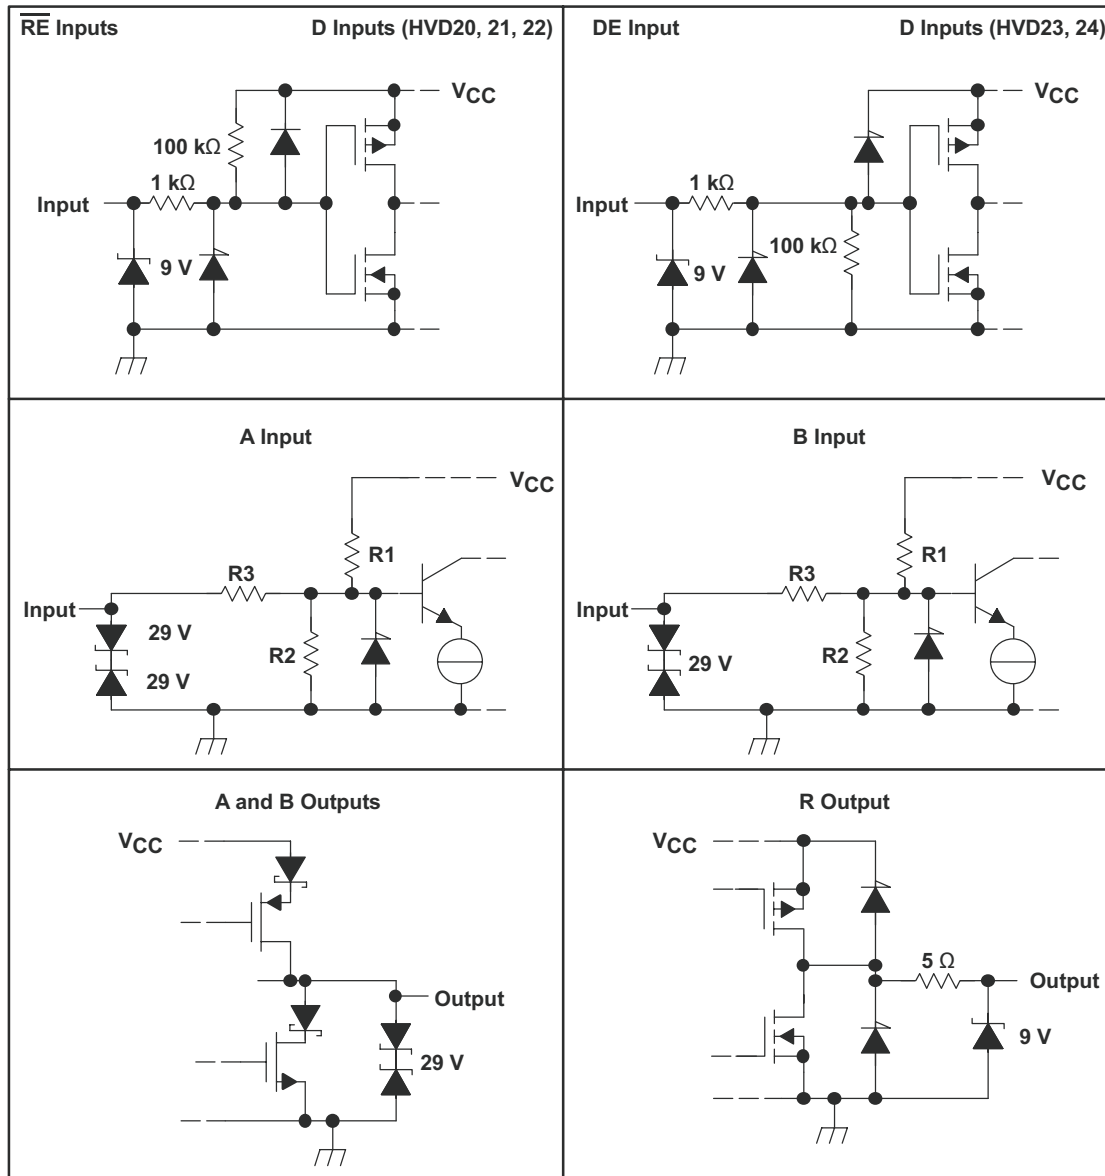 RE Inputs D Inputs (HVD20, 21, 22)
VCC
100 kΩ
1 kΩ
Input
9 V
DE Input D Inputs (HVD23, 24)
VCC
1 kΩ
Input
100 kΩ
9 V
A Input
VCC
R1
R3
Input
29 V
R2
29 V
B Input
VCC
R1
R3
Input
R2
29 V
A and B Outputs
VCC
Output
29 V
R Output
VCC
5 Ω
Output
9 V